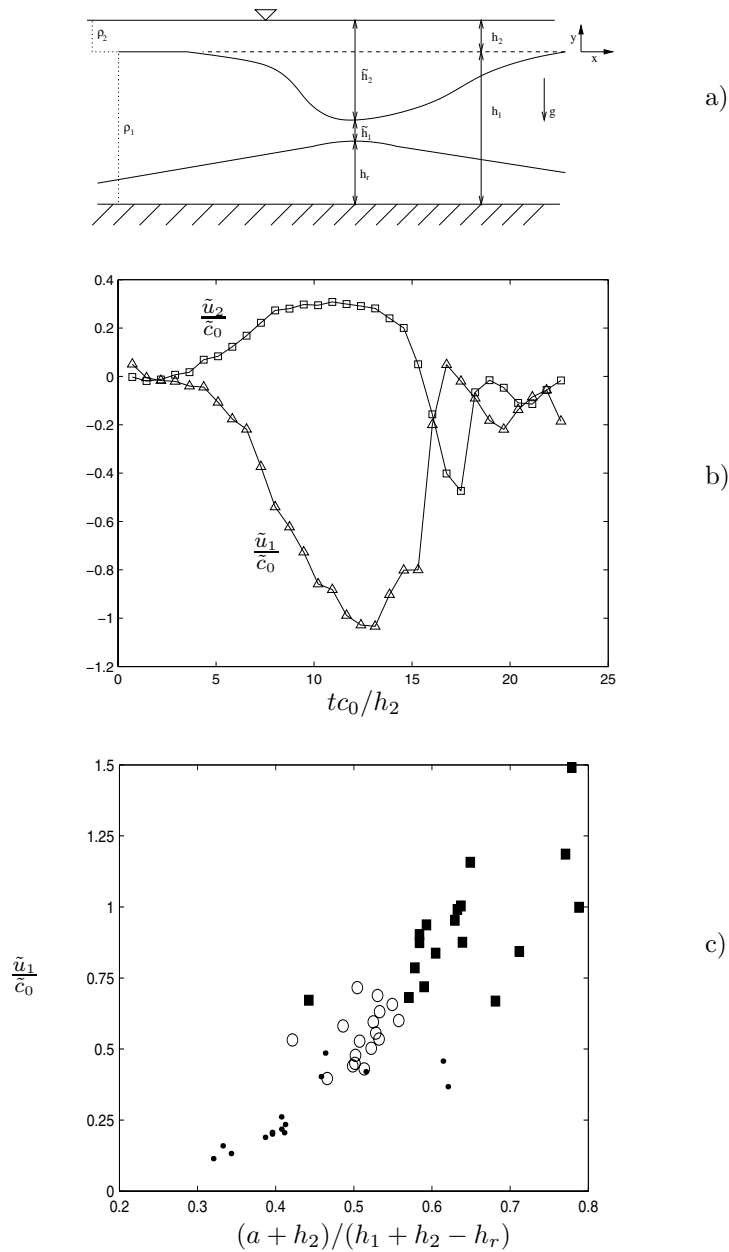 ρ₂
h₂
y
x
h̃₂
h₁
g
a)
ρ₁
h̃₁
hᵣ
0.4
0.2
0
−0.2
−0.4
−0.6
−0.8
−1
−1.2
ũ₂/c̃₀
ũ₁/c̃₀
b)
0 5 10 15 20 25
tc₀/h₂
1.5
1.25
1
0.75
0.5
0.25
0
ũ₁/c̃₀
c)
0.2 0.3 0.4 0.5 0.6 0.7 0.8
(a + h₂)/(h₁ + h₂ − hᵣ)